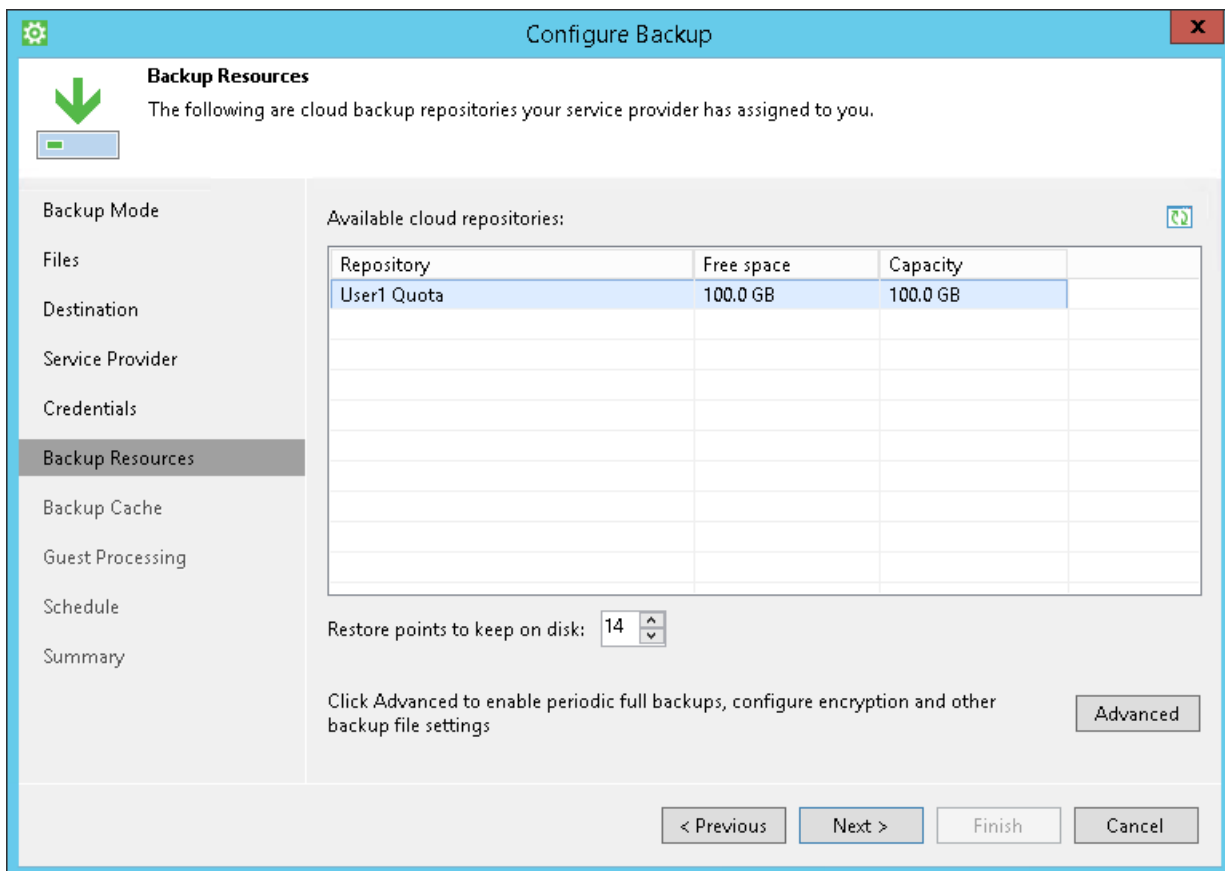 Configure Backup
x
Backup Resources
The following are cloud backup repositories your service provider has assigned to you.
Backup Mode
Files
Destination
Service Provider
Credentials
Backup Resources
Backup Cache
Guest Processing
Schedule
Summary
Available cloud repositories:
Repository Free space Capacity
User1 Quota 100.0 GB 100.0 GB
Restore points to keep on disk: 14
Click Advanced to enable periodic full backups, configure encryption and other
backup file settings
Advanced
< Previous Next > Finish Cancel